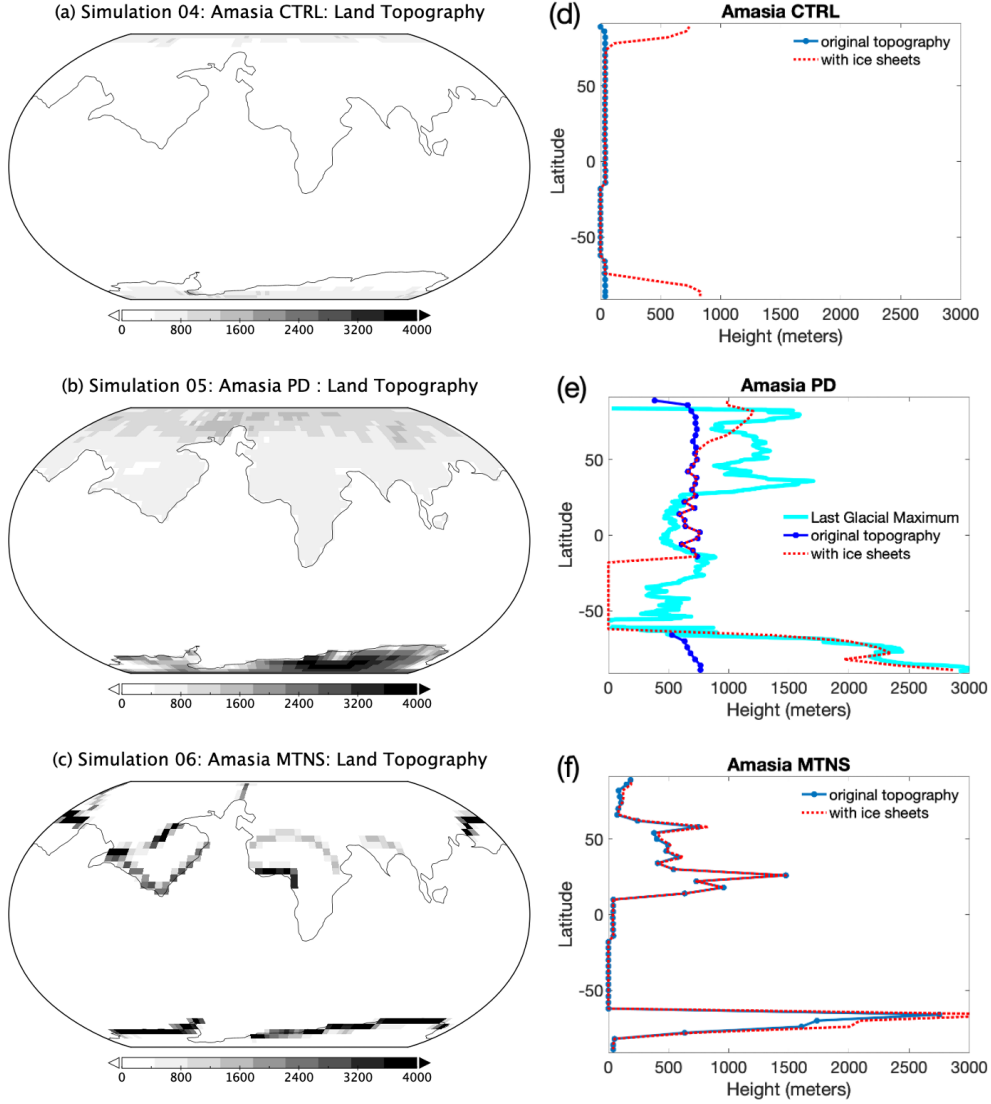 (a) Simulation 04: Amasia CTRL: Land Topography
0 800 1600 2400 3200 4000
(d) Amasia CTRL
original topography
with ice sheets
50
0
-50
Latitude
0 500 1000 1500 2000 2500 3000
Height (meters)
(b) Simulation 05: Amasia PD : Land Topography
0 800 1600 2400 3200 4000
(e) Amasia PD
Last Glacial Maximum
original topography
with ice sheets
50
0
-50
Latitude
0 500 1000 1500 2000 2500 3000
Height (meters)
(c) Simulation 06: Amasia MTNS: Land Topography
0 800 1600 2400 3200 4000
(f) Amasia MTNS
original topography
with ice sheets
50
0
-50
Latitude
0 500 1000 1500 2000 2500 3000
Height (meters)